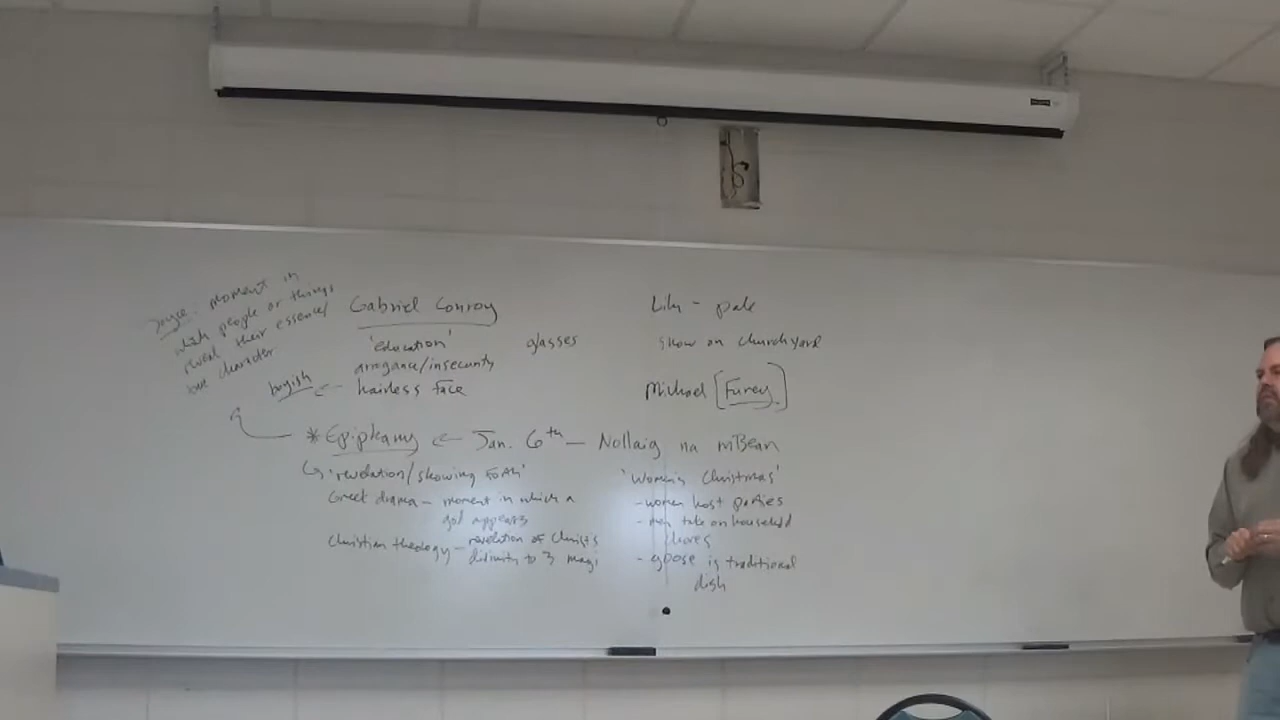 Joyce: moment in
which people or things
reveal their essence/
true character
Gabriel Conroy
'education'
glasses
arrogance/insecurity
boyish ← hairless face
Lily - pale
snow on churchyard
Michael [Furey]
*Epiphany ← Jan. 6th — Nollaig na mBean
↳ 'revelation/showing forth'
Greek drama - moment in which a
god appears
Christian theology - revelation of Christ's
divinity to 3 magi
'Women's Christmas'
- women host parties
- men take on household
chores
- goose is traditional
dish